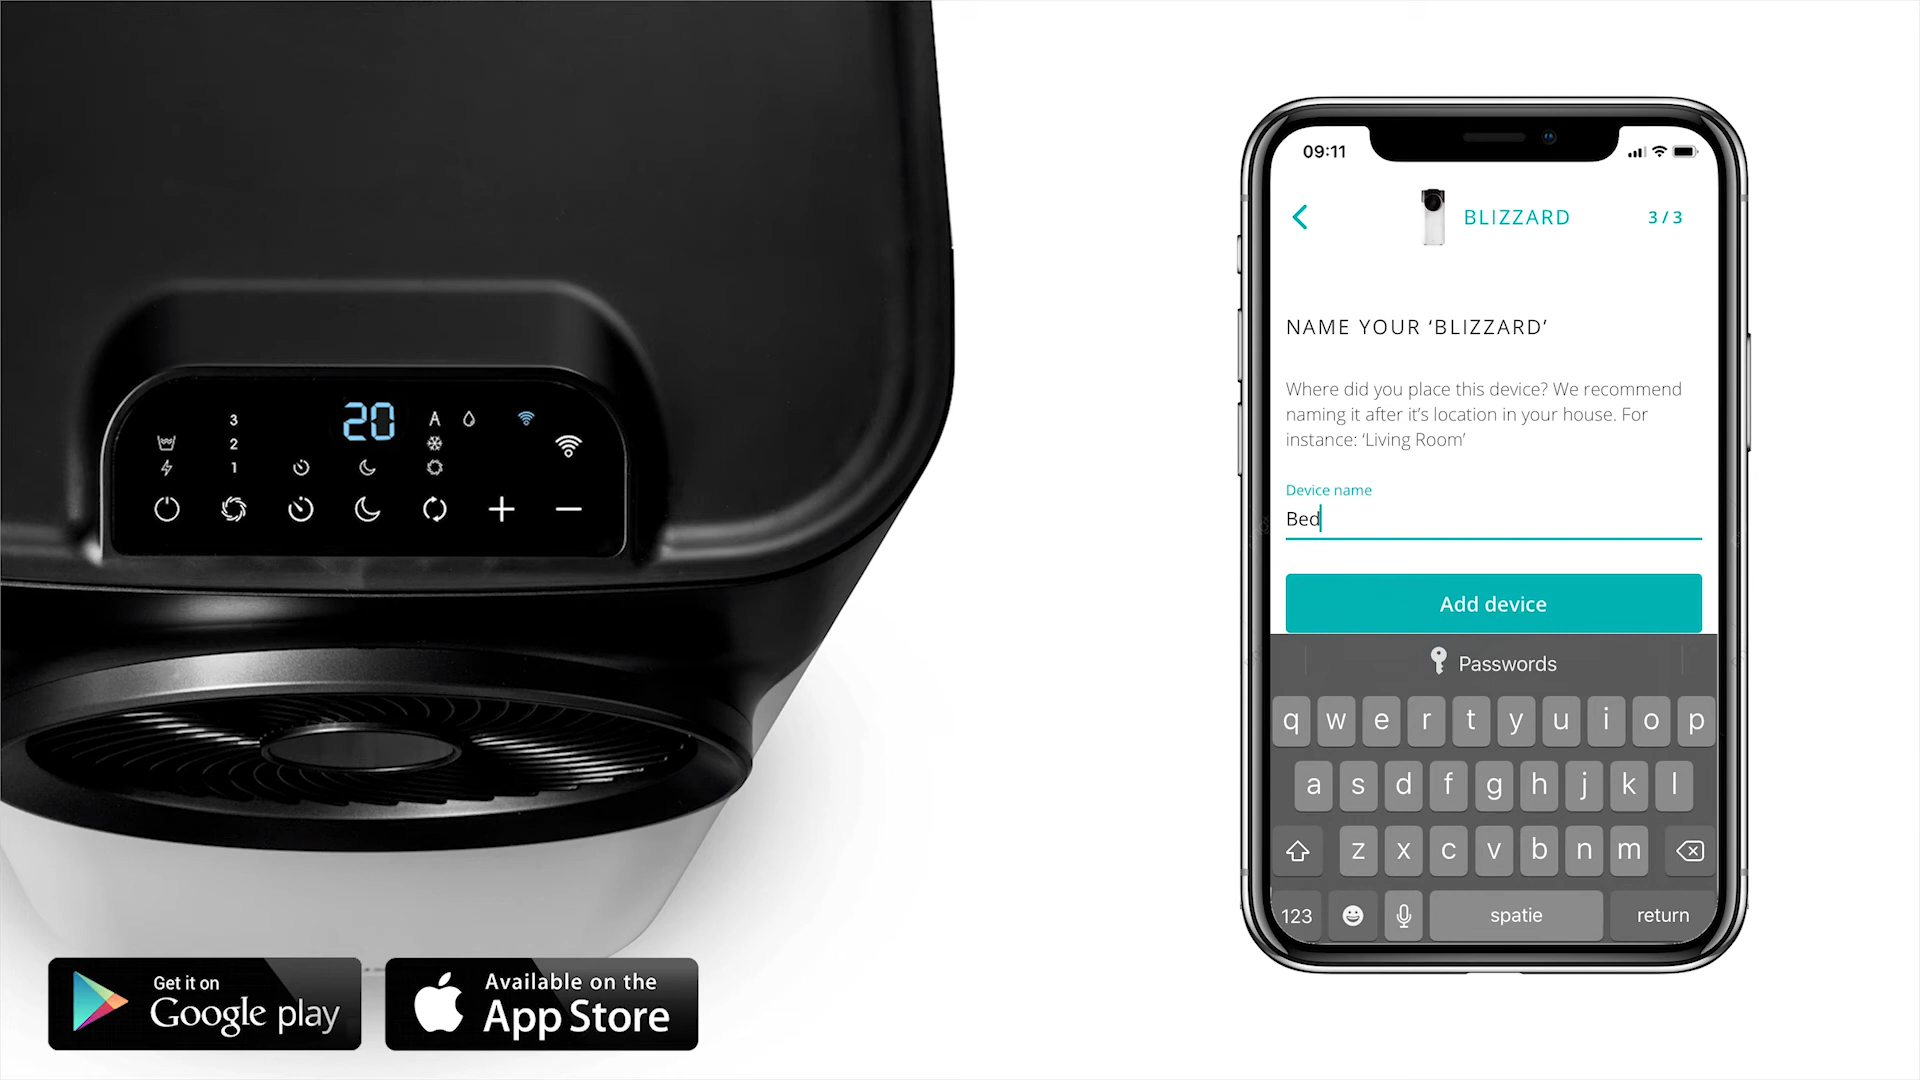 3
2
1
20
A
Get it on
Google play
Available on the
App Store
09:11
BLIZZARD
3/3
NAME YOUR ‘BLIZZARD’
Where did you place this device? We recommend
naming it after it’s location in your house. For
instance: ‘Living Room’
Device name
Bed
Add device
Passwords
q w e r t y u i o p
a s d f g h j k l
z x c v b n m
123 spatie return